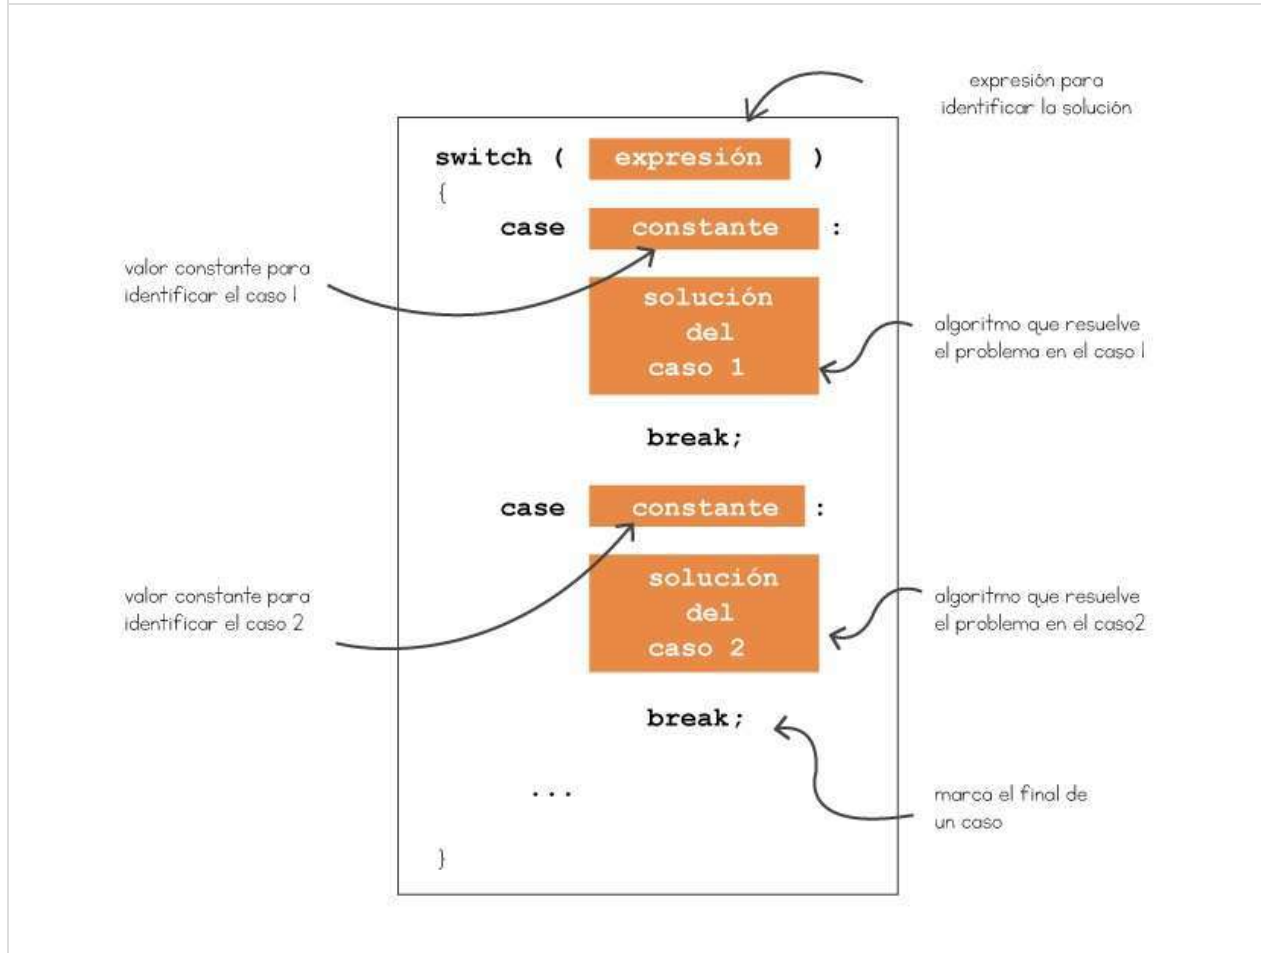 expresión para
identificar la solución
switch ( expresión )
{
case constante :
valor constante para
identificar el caso 1
solución
del
caso 1
algoritmo que resuelve
el problema en el caso 1
break;
case constante :
valor constante para
identificar el caso 2
solución
del
caso 2
algoritmo que resuelve
el problema en el caso2
break;
...
marca el final de
un caso
}